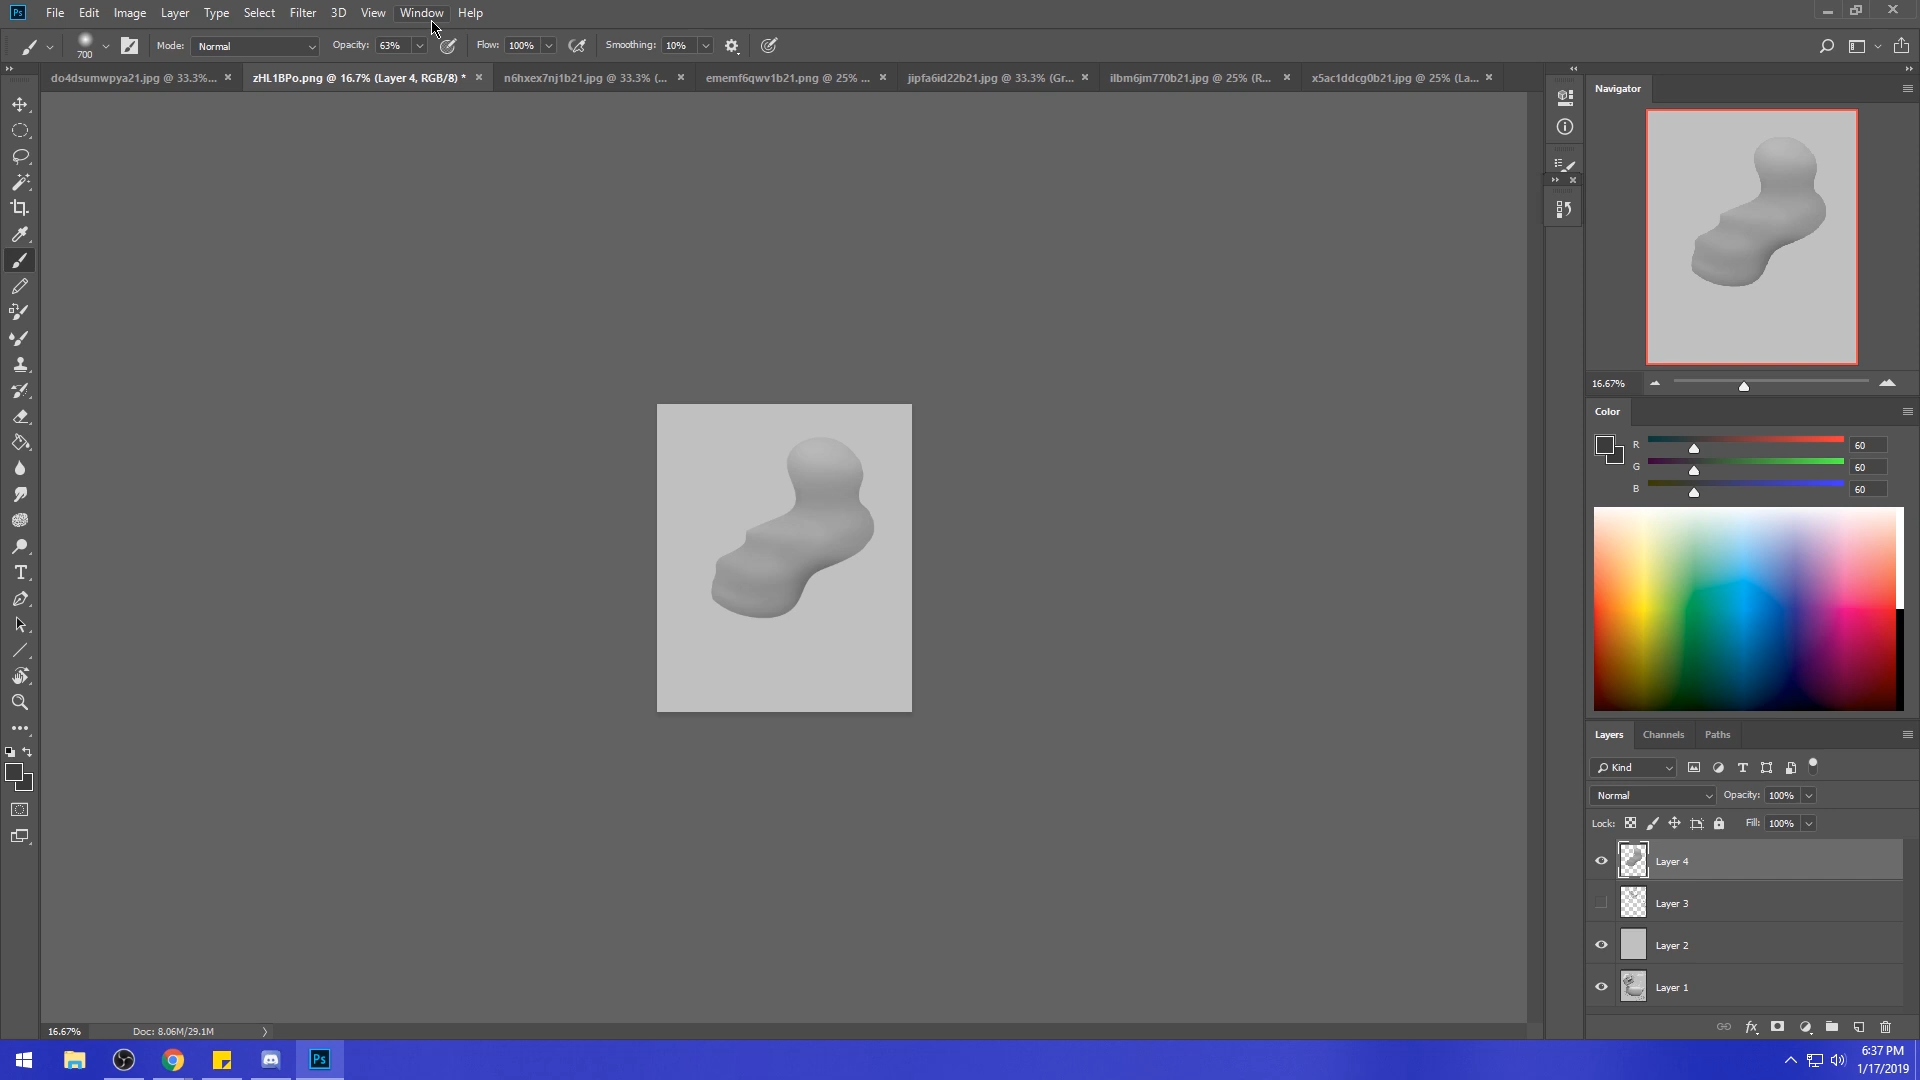 Ps File Edit Image Layer Type Select Filter 3D View Window Help
700 Mode: Normal Opacity: 63% Flow: 100% Smoothing: 10%
do4dsumwpya21.jpg @ 33.3%... zHL1BPo.png @ 16.7% (Layer 4, RGB/8) * n6hxex7nj1b21.jpg @ 33.3% (... ememf6qwv1b21.png @ 25% ... jipfa6id22b21.jpg @ 33.3% (Gr... ilbm6jm770b21.jpg @ 25% (R... x5ac1ddcg0b21.jpg @ 25% (La...
Navigator
16.67%
Color
R 60
G 60
B 60
Layers Channels Paths
Kind
Normal Opacity: 100%
Lock: Fill: 100%
Layer 4
Layer 3
Layer 2
Layer 1
fx
16.67% Doc: 8.06M/29.1M
Ps
6:37 PM
1/17/2019